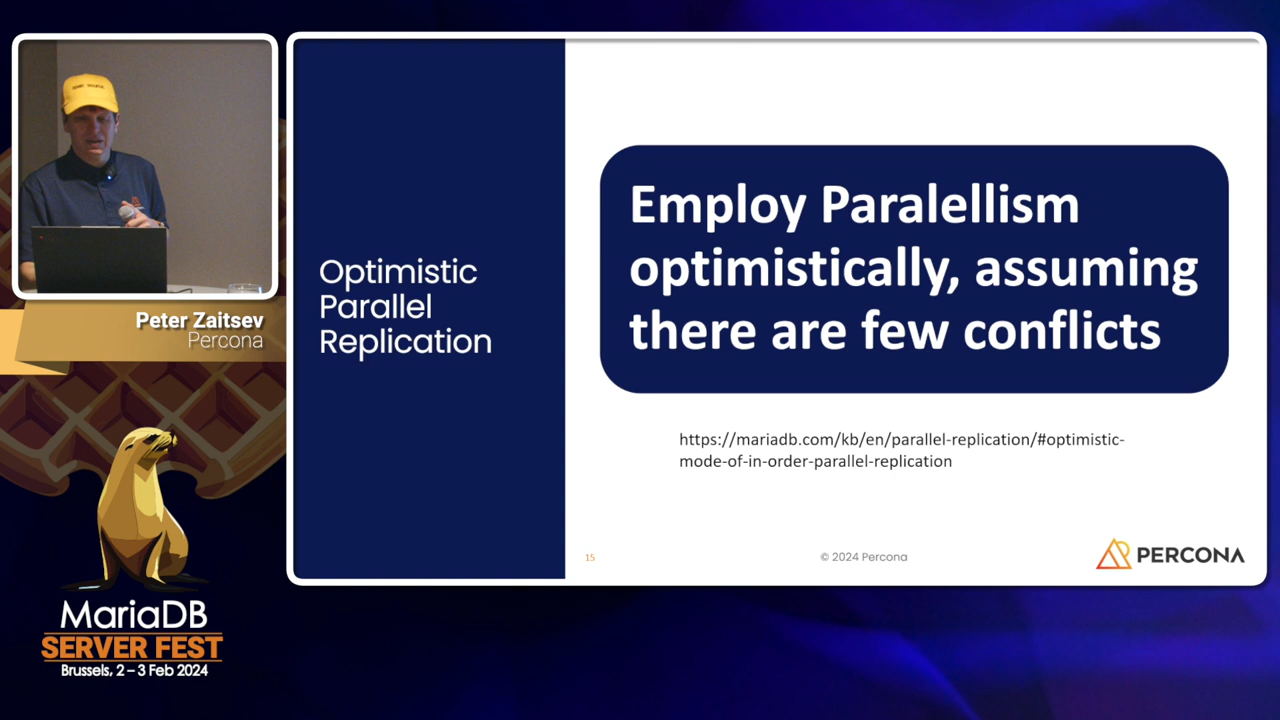 Peter Zaitsev
Percona
MariaDB
SERVER FEST
Brussels, 2 – 3 Feb 2024
Optimistic
Parallel
Replication
Employ Paralellism
optimistically, assuming
there are few conflicts
https://mariadb.com/kb/en/parallel-replication/#optimistic-
mode-of-in-order-parallel-replication
15
© 2024 Percona
PERCONA